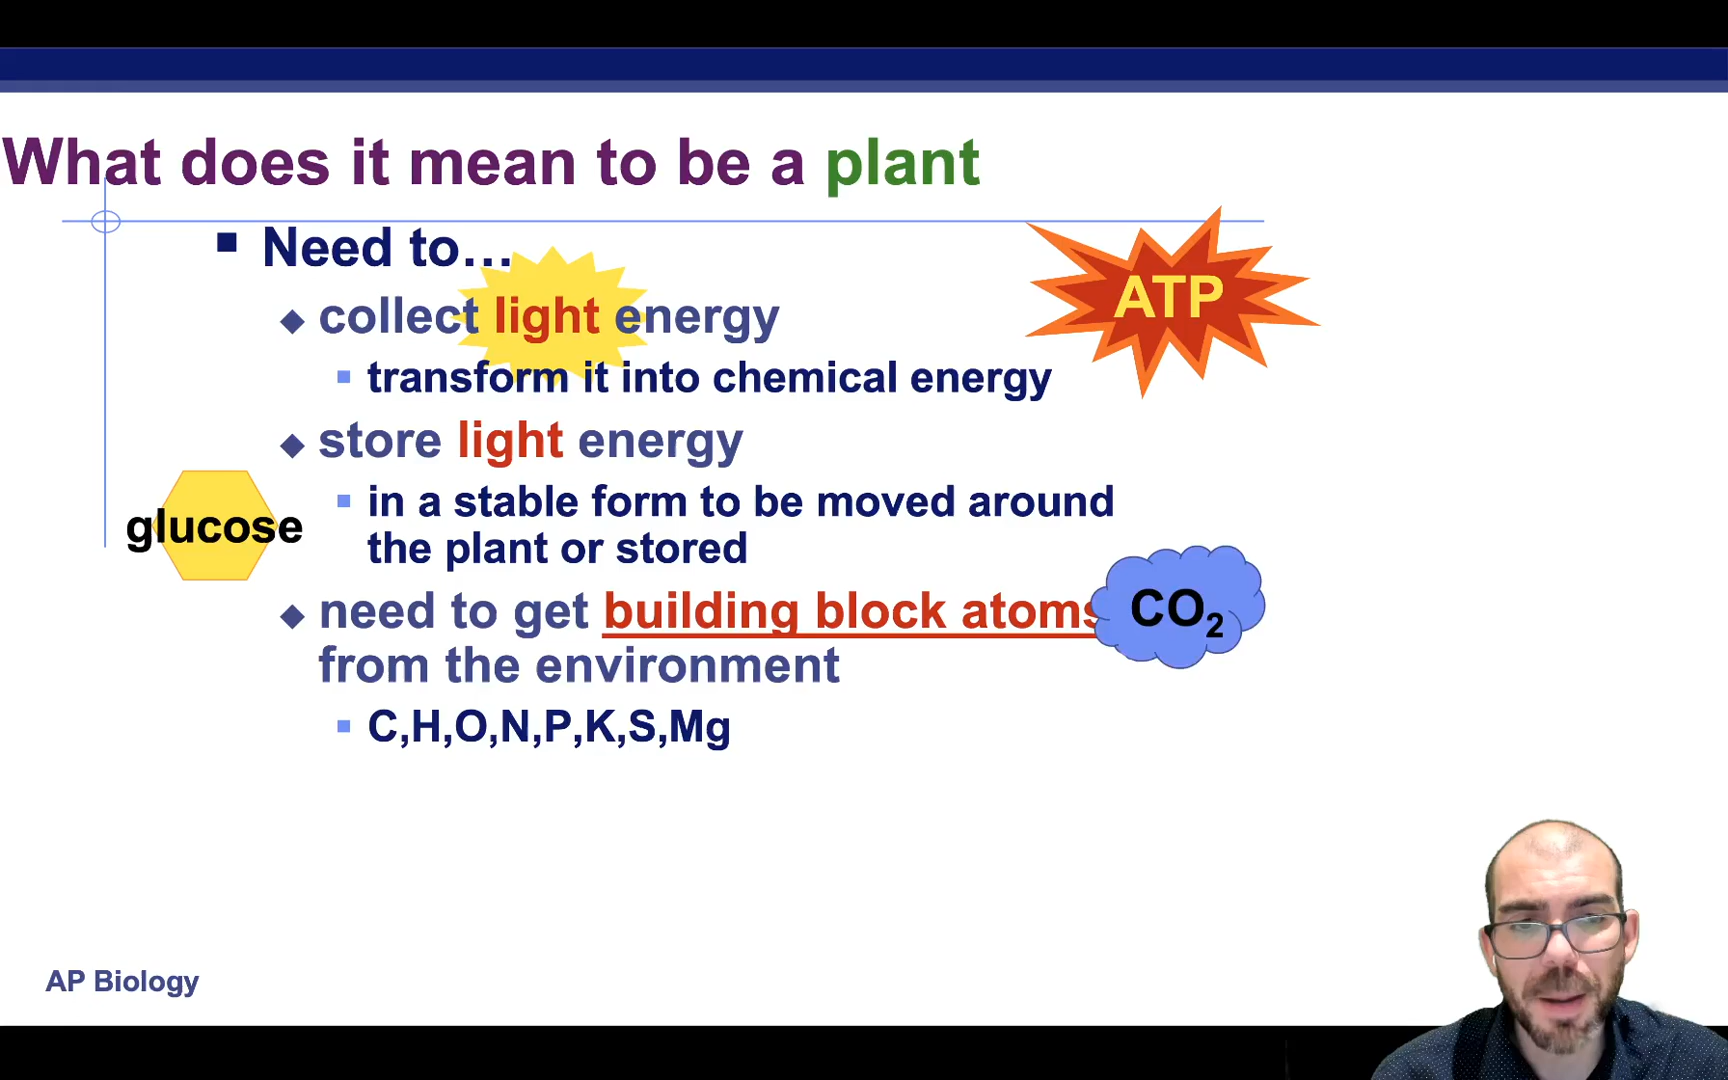 What does it mean to be a plant
Need to...
collect light energy
ATP
transform it into chemical energy
store light energy
glucose
in a stable form to be moved around
the plant or stored
need to get building block atoms
CO₂
from the environment
C,H,O,N,P,K,S,Mg
AP Biology